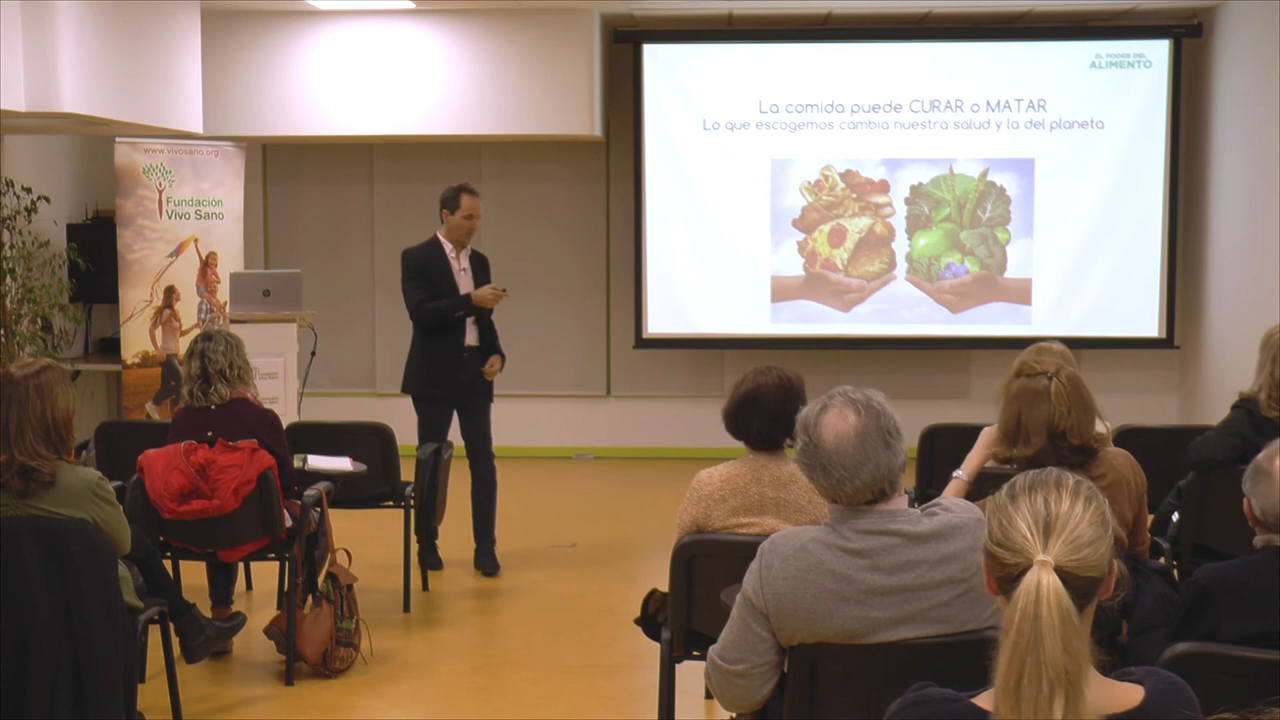 www.vivosano.org
Fundación
Vivo Sano
EL PODER DEL
ALIMENTO
La comida puede CURAR o MATAR
Lo que escogemos cambia nuestra salud y la del planeta
hp